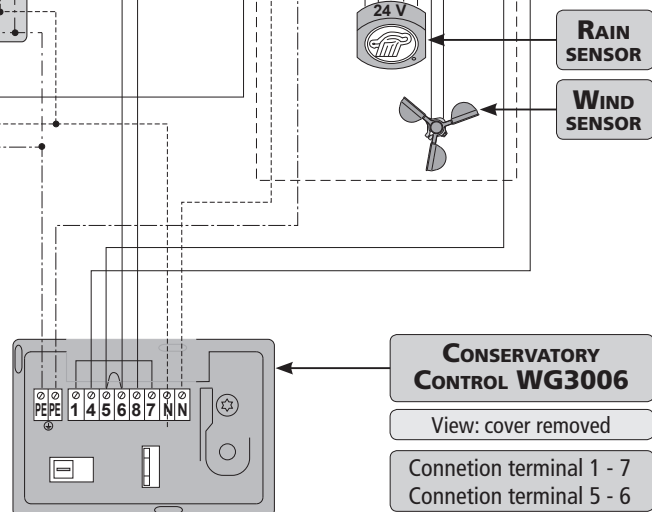 24 V
RAIN
SENSOR
WIND
SENSOR
CONSERVATORY
CONTROL WG3006
View: cover removed
PE PE 1 4 5 6 8 7 N N
Connetion terminal 1 - 7
Connetion terminal 5 - 6